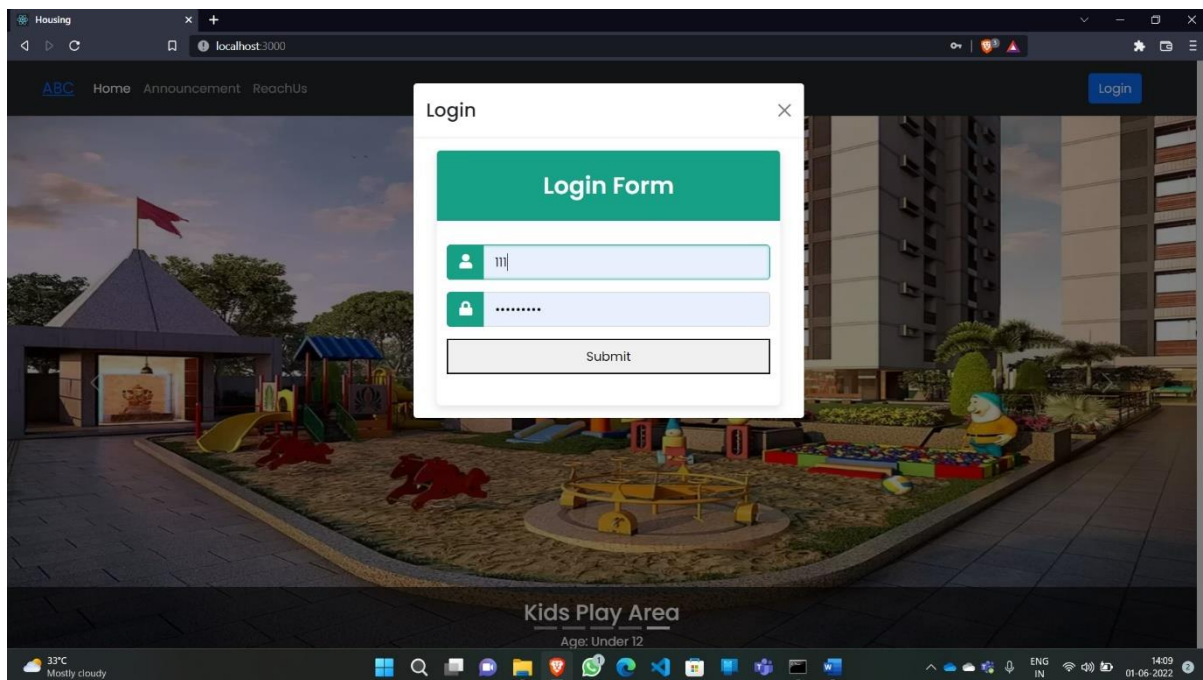 Housing
localhost:3000
ABC Home Announcement ReachUs Login
Login
Login Form
111
•••••••••
Submit
Kids Play Area
Age: Under 12
33°C
Mostly cloudy
ENG
IN
14:09
01-06-2022
2